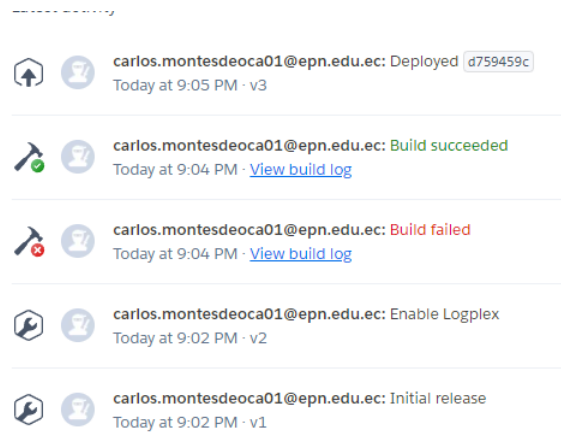 Latest activity
carlos.montesdeoca01@epn.edu.ec: Deployed d759459c
Today at 9:05 PM · v3
carlos.montesdeoca01@epn.edu.ec: Build succeeded
Today at 9:04 PM · View build log
carlos.montesdeoca01@epn.edu.ec: Build failed
Today at 9:04 PM · View build log
carlos.montesdeoca01@epn.edu.ec: Enable Logplex
Today at 9:02 PM · v2
carlos.montesdeoca01@epn.edu.ec: Initial release
Today at 9:02 PM · v1